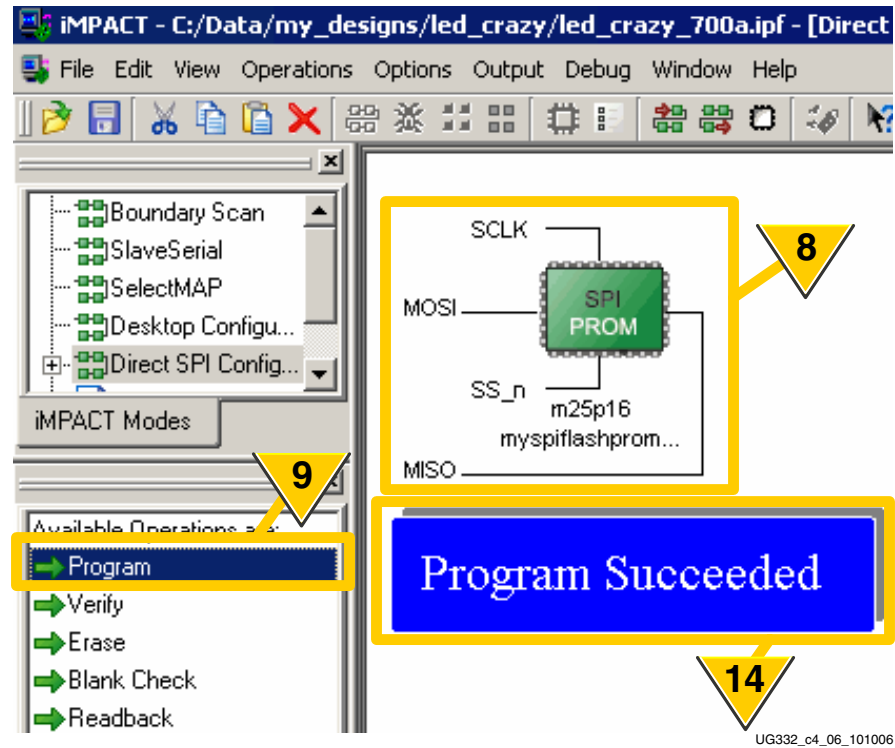 iMPACT - C:/Data/my_designs/led_crazy/led_crazy_700a.ipf - [Direct
File Edit View Operations Options Output Debug Window Help
Boundary Scan
SlaveSerial
SelectMAP
Desktop Configu...
Direct SPI Config...
iMPACT Modes
SCLK
8
MOSI
SPI
PROM
SS_n
m25p16
myspiflashprom...
MISO
9
Available Operations are:
Program
Verify
Erase
Blank Check
Readback
Program Succeeded
14
UG332_c4_06_101006